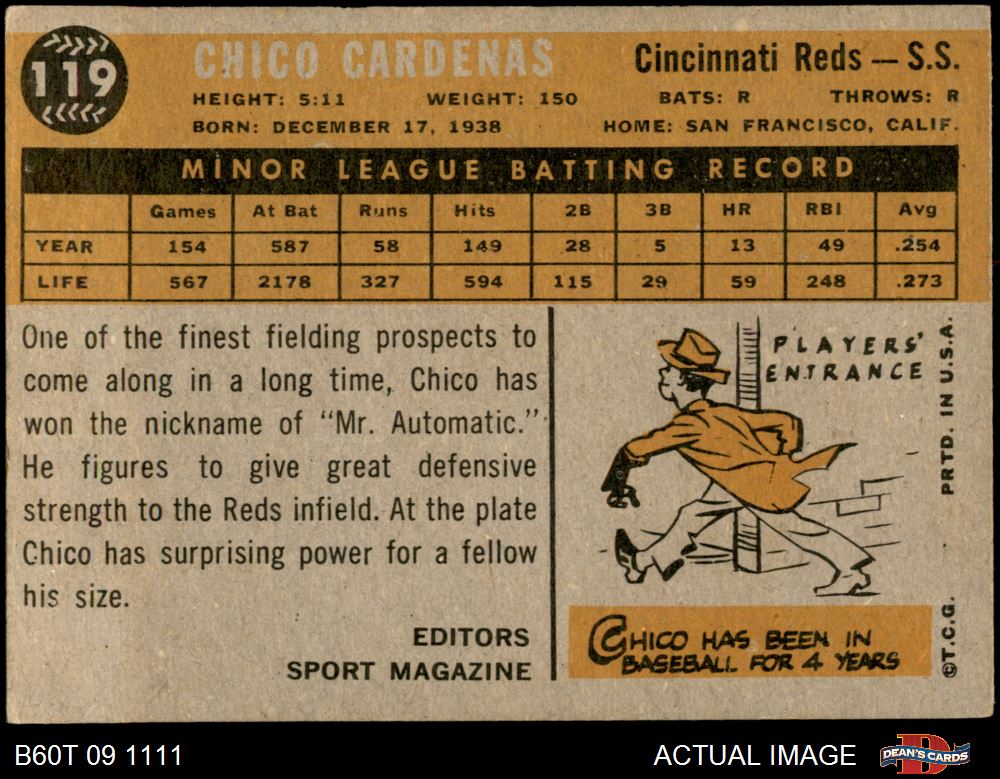 119
CHICO CARDENAS
Cincinnati Reds — S.S.
HEIGHT: 5:11 WEIGHT: 150 BATS: R THROWS: R
BORN: DECEMBER 17, 1938 HOME: SAN FRANCISCO, CALIF.
MINOR LEAGUE BATTING RECORD
Games At Bat Runs Hits 2B 3B HR RBI Avg
YEAR 154 587 58 149 28 5 13 49 .254
LIFE 567 2178 327 594 115 29 59 248 .273
One of the finest fielding prospects to
come along in a long time, Chico has
won the nickname of “Mr. Automatic.”
He figures to give great defensive
strength to the Reds infield. At the plate
Chico has surprising power for a fellow
his size.
EDITORS
SPORT MAGAZINE
PLAYERS'
ENTRANCE
CHICO HAS BEEN IN
BASEBALL FOR 4 YEARS
©T.C.G. PRTD. IN U.S.A.
B60T 09 1111
ACTUAL IMAGE
DEAN'S CARDS